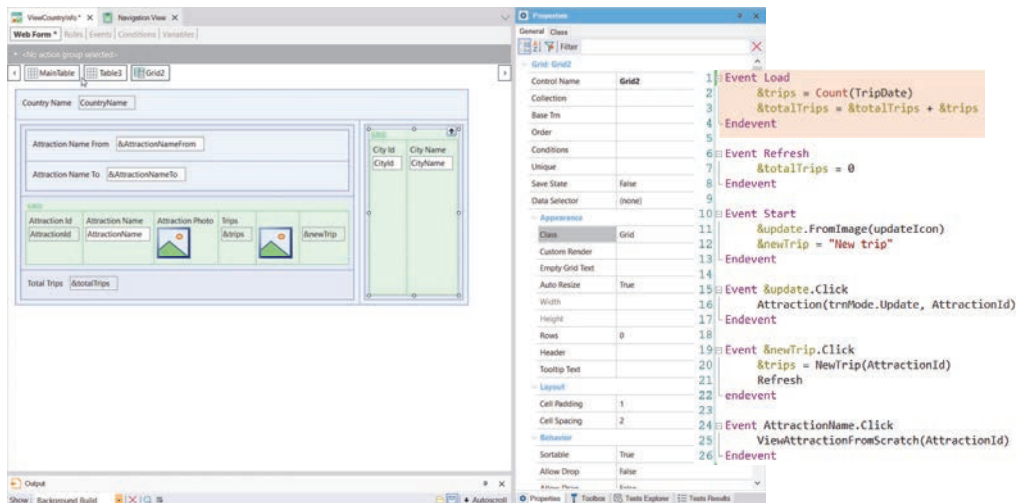 ViewCountryInfo * X
Navigation View X
Web Form * | Rules | Events | Conditions | Variables |
<No action group selected>
MainTable
Table3
Grid2
Country Name CountryName
Attraction Name From &AttractionNameFrom
Attraction Name To &AttractionNameTo
GRID
Attraction Id Attraction Name Attraction Photo Trips
AttractionId AttractionName &trips &newTrip
Total Trips &totalTrips
GRID
City Id City Name
CityId CityName
Output
Show: Background Build
Autoscroll
Properties
General Class
Filter
Grid: Grid2
Control Name Grid2
Collection
Base Trn
Order
Conditions
Unique
Save State False
Data Selector (none)
Appearance
Class Grid
Custom Render
Empty Grid Text
Auto Resize True
Width
Height
Rows 0
Header
Tooltip Text
Layout
Cell Padding 1
Cell Spacing 2
Behavior
Sortable True
Allow Drop False
Allow Drag False
Properties Toolbox Tests Explorer Tests Results
1 Event Load
2 &trips = Count(TripDate)
3 &totalTrips = &totalTrips + &trips
4 Endevent
5
6 Event Refresh
7 &totalTrips = 0
8 Endevent
9
10 Event Start
11 &update.FromImage(updateIcon)
12 &newTrip = "New trip"
13 Endevent
14
15 Event &update.Click
16 Attraction(trnMode.Update, AttractionId)
17 Endevent
18
19 Event &newTrip.Click
20 &trips = NewTrip(AttractionId)
21 Refresh
22 endevent
23
24 Event AttractionName.Click
25 ViewAttractionFromScratch(AttractionId)
26 Endevent